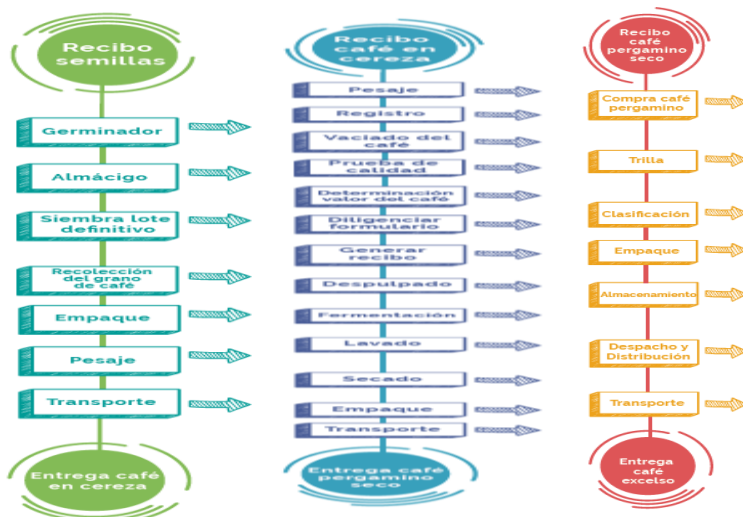 Recibo
semillas
Germinador
Almácigo
Siembra lote
definitivo
Recolección
del grano
de café
Empaque
Pesaje
Transporte
Entrega café
en cereza
Recibo
café en
cereza
Pesaje
Registro
Vaciado del
café
Prueba de
calidad
Determinación
valor del café
Diligenciar
formulario
Generar
recibo
Despulpado
Fermentación
Lavado
Secado
Empaque
Transporte
Entrega café
pergamino
seco
Recibo
café
pergamino
seco
Compra café
pergamino
Trilla
Clasificación
Empaque
Almacenamiento
Despacho y
Distribución
Transporte
Entrega
café
excelso